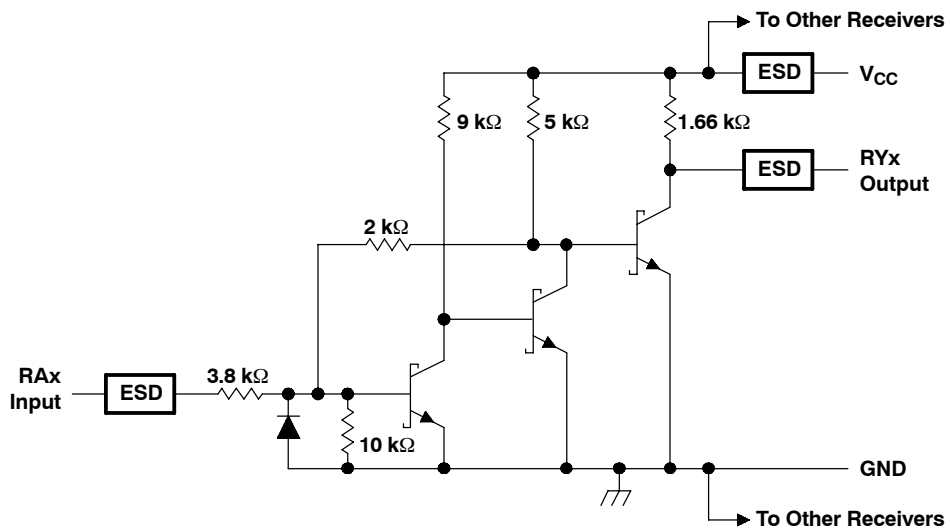 To Other Receivers
ESD
VCC
9 kΩ
5 kΩ
1.66 kΩ
ESD
RYx
Output
2 kΩ
RAx
Input
ESD
3.8 kΩ
10 kΩ
GND
To Other Receivers